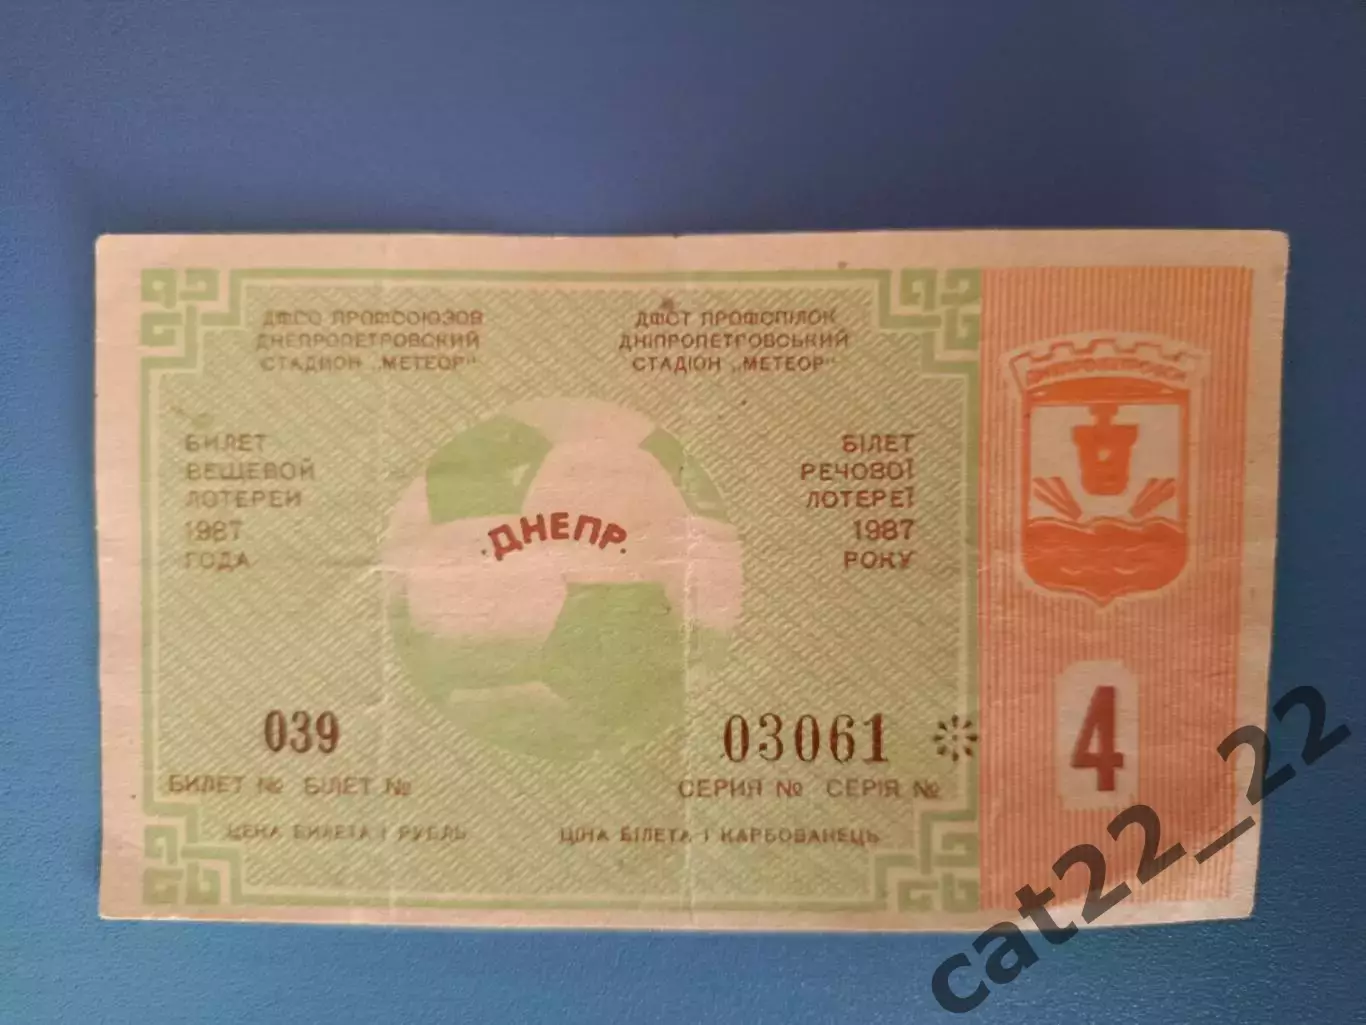 ДФСО ПРОФСОЮЗОВ
ДНЕПРОПЕТРОВСКИЙ
СТАДИОН „МЕТЕОР"
ДФСТ ПРОФСПІЛОК
ДНІПРОПЕТРОВСЬКИЙ
СТАДІОН „МЕТЕОР"
БИЛЕТ
ВЕЩЕВОЙ
ЛОТЕРЕИ
1987
ГОДА
ДНЕПР
БІЛЕТ
РЕЧОВОЇ
ЛОТЕРЕЇ
1987
РОКУ
ДНЕПРОПЕТРОВСК
039
БИЛЕТ № БІЛЕТ №
03061
СЕРИЯ № СЕРІЯ №
4
ЦЕНА БИЛЕТА 1 РУБЛЬ
ЦІНА БІЛЕТА 1 КАРБОВАНЕЦЬ
cat22_22